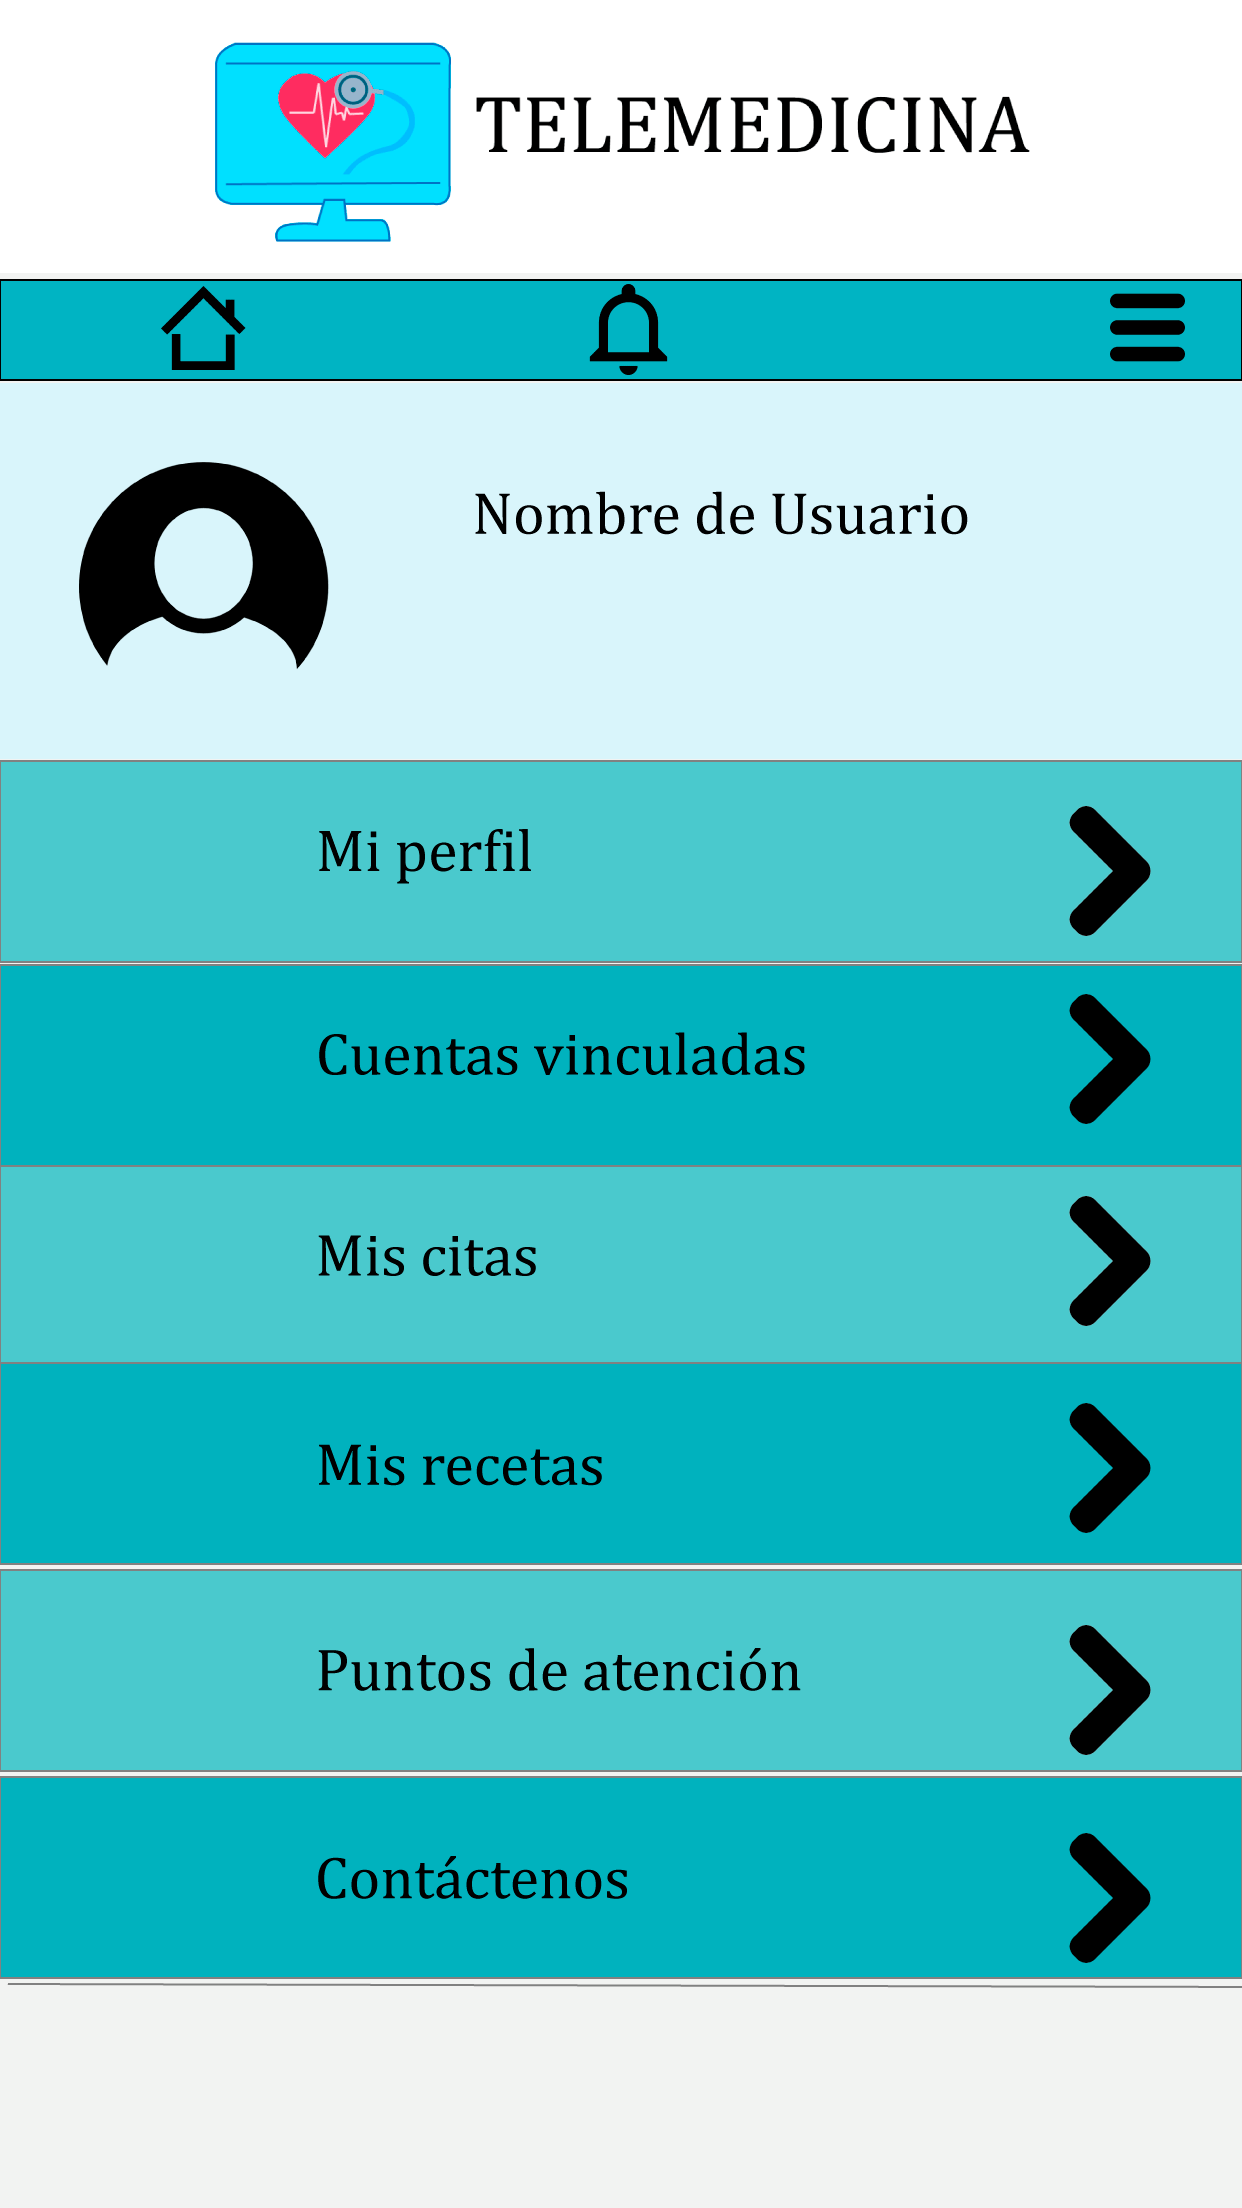 TELEMEDICINA
Nombre de Usuario
Mi perfil
Cuentas vinculadas
Mis citas
Mis recetas
Puntos de atención
Contáctenos